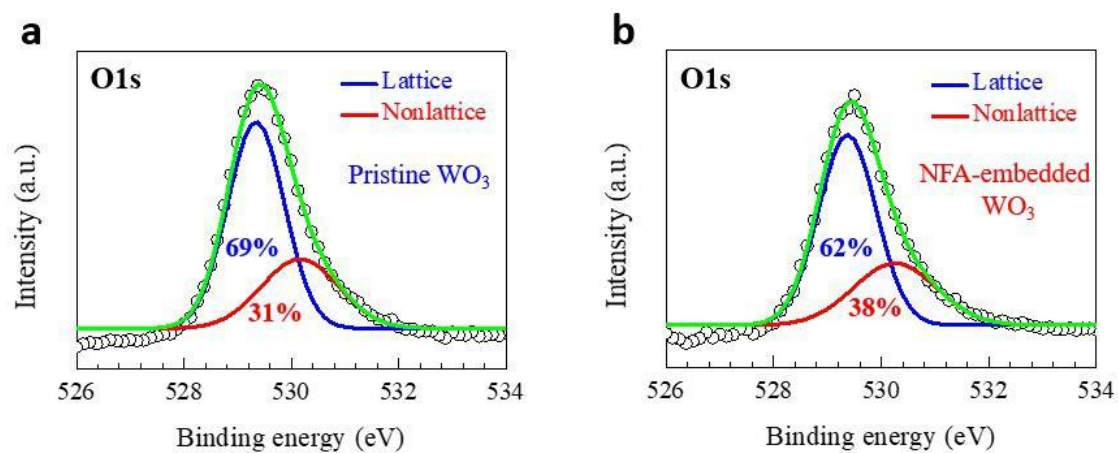 a
O1s
Lattice
Nonlattice
Pristine WO₃
69%
31%
Intensity (a.u.)
526 528 530 532 534
Binding energy (eV)
b
O1s
Lattice
Nonlattice
NFA-embedded
WO₃
62%
38%
Intensity (a.u.)
526 528 530 532 534
Binding energy (eV)